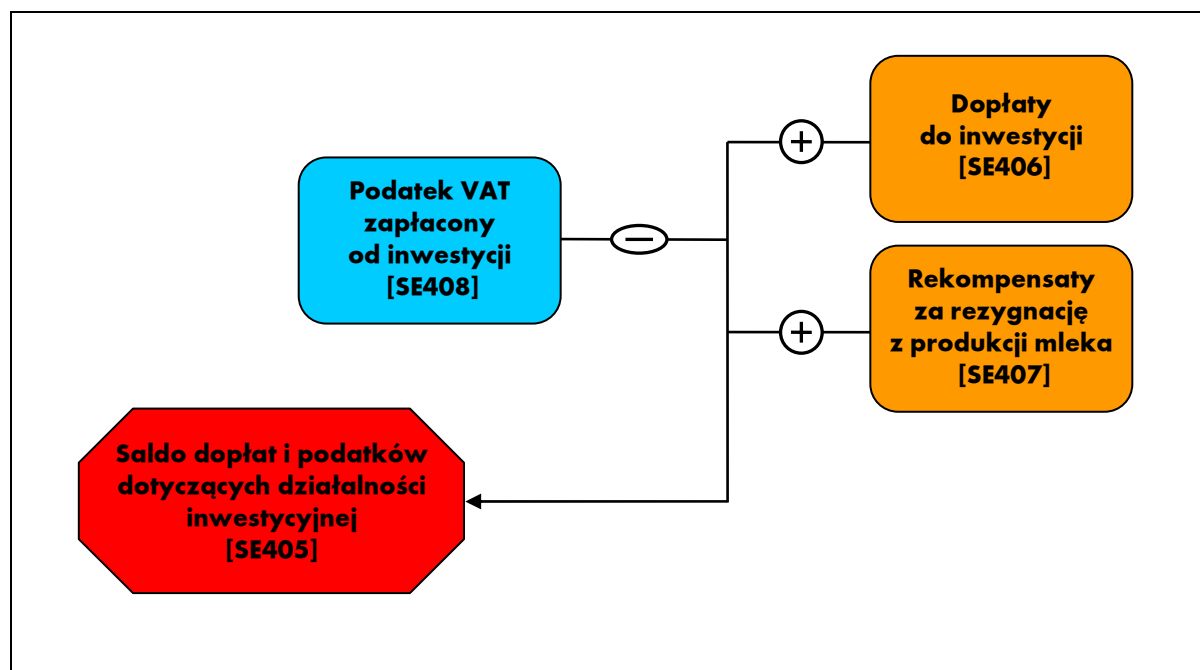 Dopłaty
do inwestycji
[SE406]
+
Podatek VAT
zapłacony
od inwestycji
[SE408]
−
Rekompensaty
za rezygnację
z produkcji mleka
[SE407]
+
Saldo dopłat i podatków
dotyczących działalności
inwestycyjnej
[SE405]